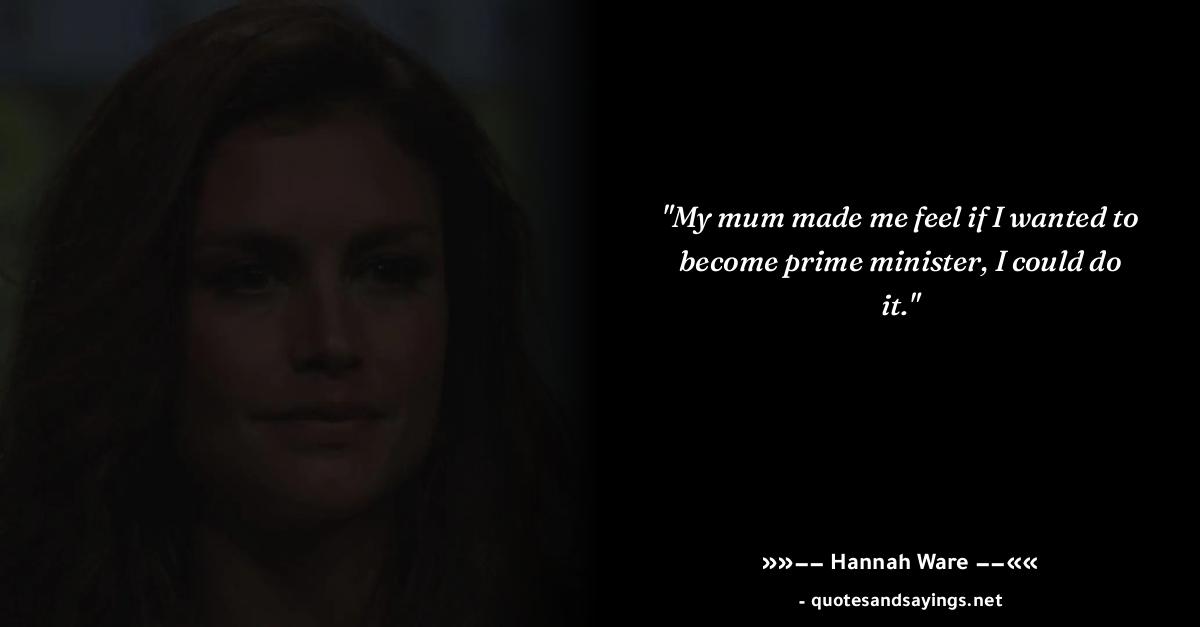 "My mum made me feel if I wanted to
become prime minister, I could do
it."
»»−− Hannah Ware −−««
- quotesandsayings.net